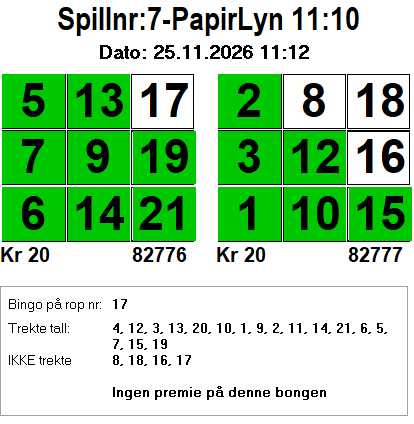 Spillnr:7-PapirLyn 11:10
Dato: 25.11.2026 11:12
5 13 17 2 8 18
7 9 19 3 12 16
6 14 21 1 10 15
Kr 20 82776 Kr 20 82777
Bingo på rop nr: 17
Trekte tall: 4, 12, 3, 13, 20, 10, 1, 9, 2, 11, 14, 21, 6, 5,
7, 15, 19
IKKE trekte 8, 18, 16, 17
Ingen premie på denne bongen